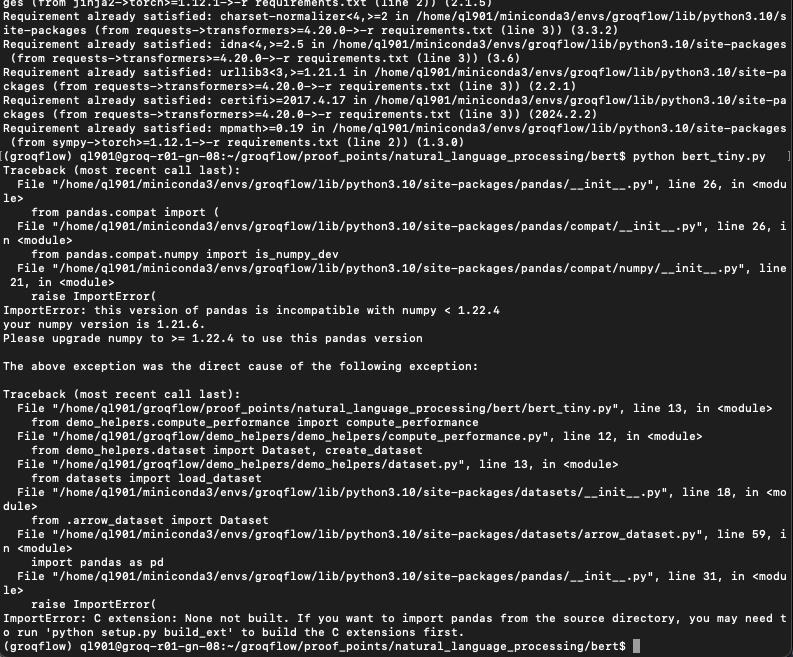 ges (from jinja2->torch>=1.12.1->-r requirements.txt (line 2)) (2.1.5)
Requirement already satisfied: charset-normalizer<4,>=2 in /home/ql901/miniconda3/envs/groqflow/lib/python3.10/s
ite-packages (from requests->transformers>=4.20.0->-r requirements.txt (line 3)) (3.3.2)
Requirement already satisfied: idna<4,>=2.5 in /home/ql901/miniconda3/envs/groqflow/lib/python3.10/site-packages
 (from requests->transformers>=4.20.0->-r requirements.txt (line 3)) (3.6)
Requirement already satisfied: urllib3<3,>=1.21.1 in /home/ql901/miniconda3/envs/groqflow/lib/python3.10/site-pa
ckages (from requests->transformers>=4.20.0->-r requirements.txt (line 3)) (2.2.1)
Requirement already satisfied: certifi>=2017.4.17 in /home/ql901/miniconda3/envs/groqflow/lib/python3.10/site-pa
ckages (from requests->transformers>=4.20.0->-r requirements.txt (line 3)) (2024.2.2)
Requirement already satisfied: mpmath>=0.19 in /home/ql901/miniconda3/envs/groqflow/lib/python3.10/site-packages
 (from sympy->torch>=1.12.1->-r requirements.txt (line 2)) (1.3.0)
[(groqflow) ql901@groq-r01-gn-08:~/groqflow/proof_points/natural_language_processing/bert$ python bert_tiny.py   ]
Traceback (most recent call last):
  File "/home/ql901/miniconda3/envs/groqflow/lib/python3.10/site-packages/pandas/__init__.py", line 26, in <modu
le>
    from pandas.compat import (
  File "/home/ql901/miniconda3/envs/groqflow/lib/python3.10/site-packages/pandas/compat/__init__.py", line 26, i
n <module>
    from pandas.compat.numpy import is_numpy_dev
  File "/home/ql901/miniconda3/envs/groqflow/lib/python3.10/site-packages/pandas/compat/numpy/__init__.py", line
 21, in <module>
    raise ImportError(
ImportError: this version of pandas is incompatible with numpy < 1.22.4
your numpy version is 1.21.6.
Please upgrade numpy to >= 1.22.4 to use this pandas version

The above exception was the direct cause of the following exception:

Traceback (most recent call last):
  File "/home/ql901/groqflow/proof_points/natural_language_processing/bert/bert_tiny.py", line 13, in <module>
    from demo_helpers.compute_performance import compute_performance
  File "/home/ql901/groqflow/demo_helpers/demo_helpers/compute_performance.py", line 12, in <module>
    from demo_helpers.dataset import Dataset, create_dataset
  File "/home/ql901/groqflow/demo_helpers/demo_helpers/dataset.py", line 13, in <module>
    from datasets import load_dataset
  File "/home/ql901/miniconda3/envs/groqflow/lib/python3.10/site-packages/datasets/__init__.py", line 18, in <mo
dule>
    from .arrow_dataset import Dataset
  File "/home/ql901/miniconda3/envs/groqflow/lib/python3.10/site-packages/datasets/arrow_dataset.py", line 59, i
n <module>
    import pandas as pd
  File "/home/ql901/miniconda3/envs/groqflow/lib/python3.10/site-packages/pandas/__init__.py", line 31, in <modu
le>
    raise ImportError(
ImportError: C extension: None not built. If you want to import pandas from the source directory, you may need t
o run 'python setup.py build_ext' to build the C extensions first.
(groqflow) ql901@groq-r01-gn-08:~/groqflow/proof_points/natural_language_processing/bert$